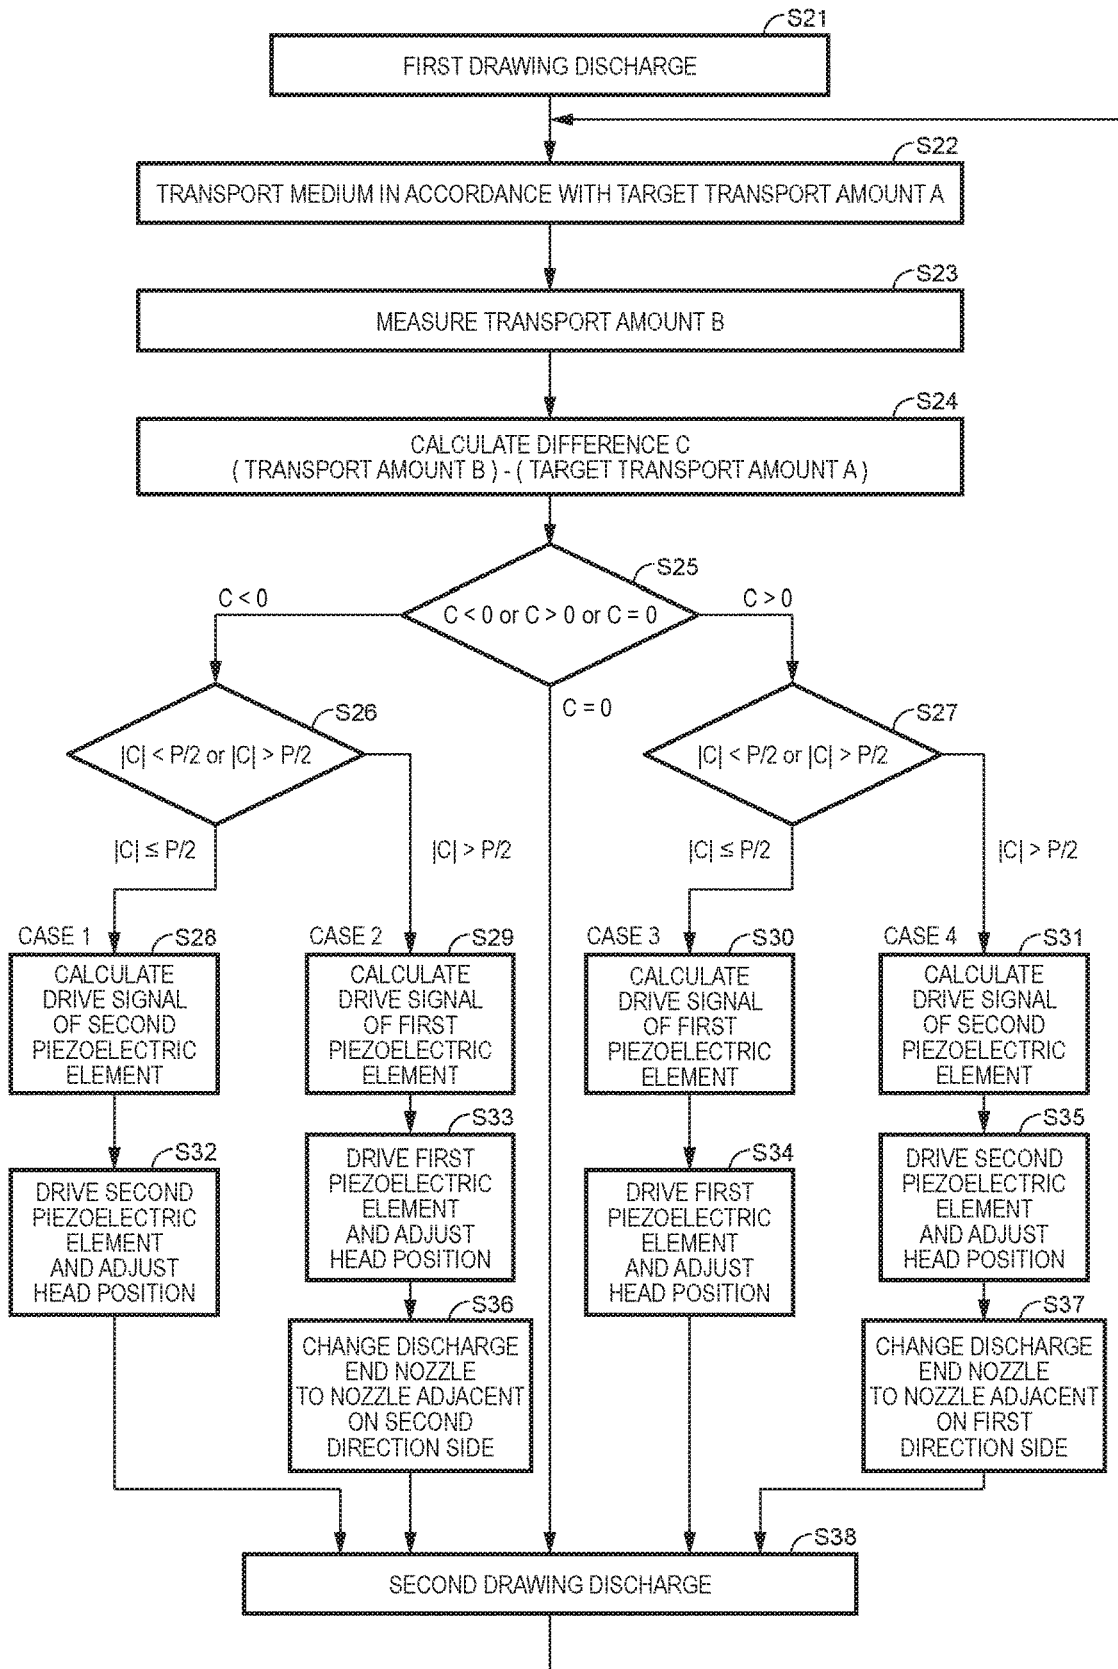 S21
FIRST DRAWING DISCHARGE
S22
TRANSPORT MEDIUM IN ACCORDANCE WITH TARGET TRANSPORT AMOUNT A
S23
MEASURE TRANSPORT AMOUNT B
S24
CALCULATE DIFFERENCE C
( TRANSPORT AMOUNT B ) - ( TARGET TRANSPORT AMOUNT A )
S25
C < 0
C < 0 or C > 0 or C = 0
C > 0
C = 0
S26
|C| < P/2 or |C| > P/2
|C| ≤ P/2
|C| > P/2
S27
|C| < P/2 or |C| > P/2
|C| ≤ P/2
|C| > P/2
CASE 1
S28
CALCULATE
DRIVE SIGNAL
OF SECOND
PIEZOELECTRIC
ELEMENT
CASE 2
S29
CALCULATE
DRIVE SIGNAL
OF FIRST
PIEZOELECTRIC
ELEMENT
CASE 3
S30
CALCULATE
DRIVE SIGNAL
OF FIRST
PIEZOELECTRIC
ELEMENT
CASE 4
S31
CALCULATE
DRIVE SIGNAL
OF SECOND
PIEZOELECTRIC
ELEMENT
S32
DRIVE SECOND
PIEZOELECTRIC
ELEMENT
AND ADJUST
HEAD POSITION
S33
DRIVE FIRST
PIEZOELECTRIC
ELEMENT
AND ADJUST
HEAD POSITION
S34
DRIVE FIRST
PIEZOELECTRIC
ELEMENT
AND ADJUST
HEAD POSITION
S35
DRIVE SECOND
PIEZOELECTRIC
ELEMENT
AND ADJUST
HEAD POSITION
S36
CHANGE DISCHARGE
END NOZZLE
TO NOZZLE ADJACENT
ON SECOND
DIRECTION SIDE
S37
CHANGE DISCHARGE
END NOZZLE
TO NOZZLE ADJACENT
ON FIRST
DIRECTION SIDE
S38
SECOND DRAWING DISCHARGE